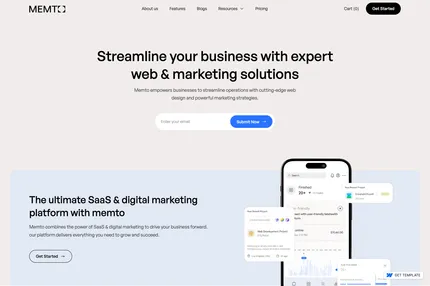 MEMTO
About us
Features
Blogs
Resources
Pricing
Cart (0)
Get Started
Streamline your business with expert
web & marketing solutions
Memto empowers businesses to streamline operations with cutting-edge web
design and powerful marketing strategies.
Enter your email
Submit Now →
The ultimate SaaS & digital marketing
platform with memto
Memto combines the power of SaaS & digital marketing to drive your business forward.
our platform delivers everything you need to grow and succeed.
Get Started →
Finished
20+
GET TEMPLATE